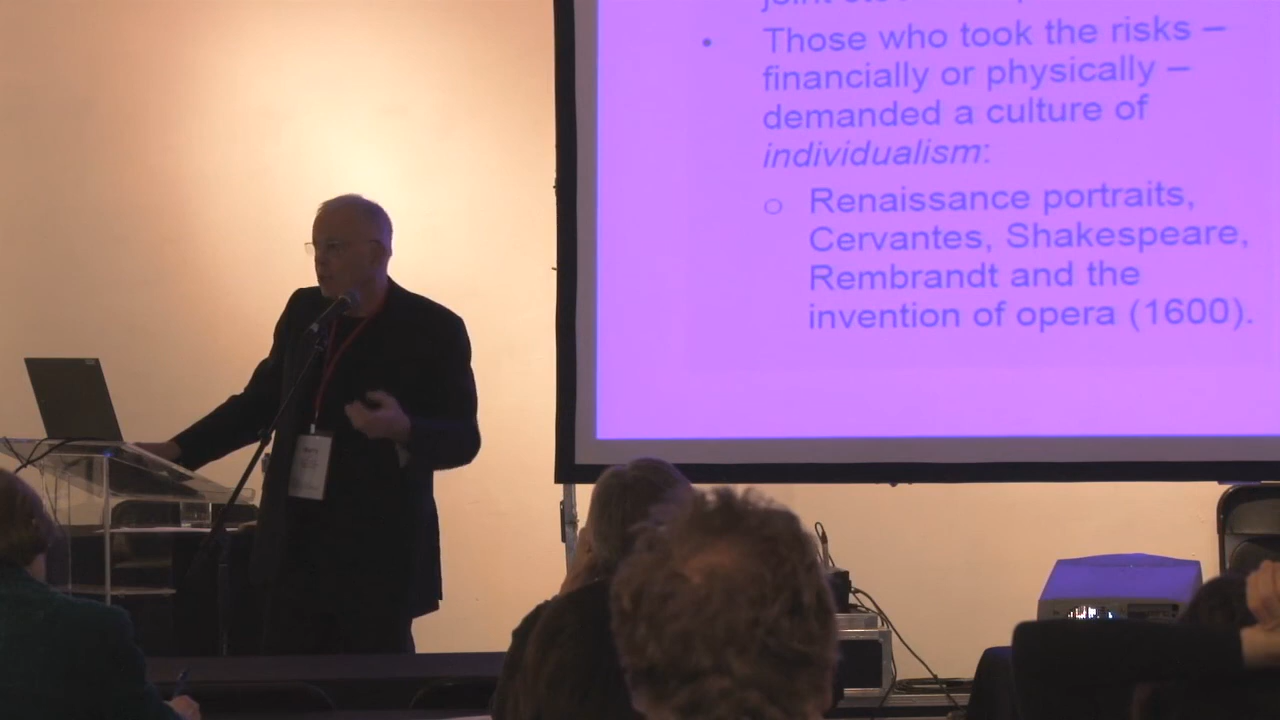 • Those who took the risks –
financially or physically –
demanded a culture of
individualism:
o Renaissance portraits,
Cervantes, Shakespeare,
Rembrandt and the
invention of opera (1600).